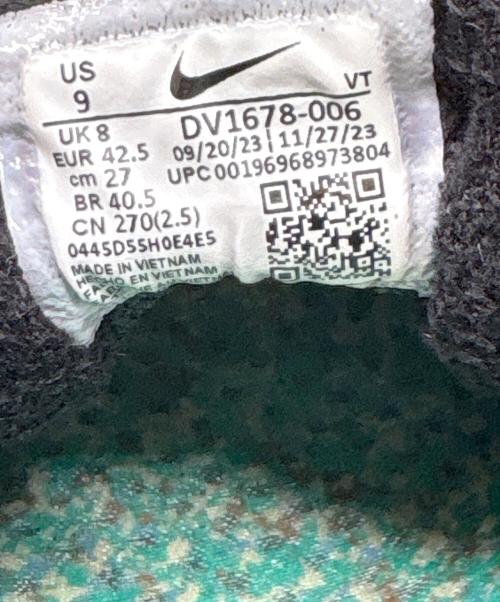 US
9
VT
UK 8
DV1678-006
EUR 42.5
09/20/23 | 11/27/23
cm 27
UPC 00196968973804
BR 40.5
CN 270(2.5)
0445D55H0E4E5
MADE IN VIETNAM
HECHO EN VIETNAM